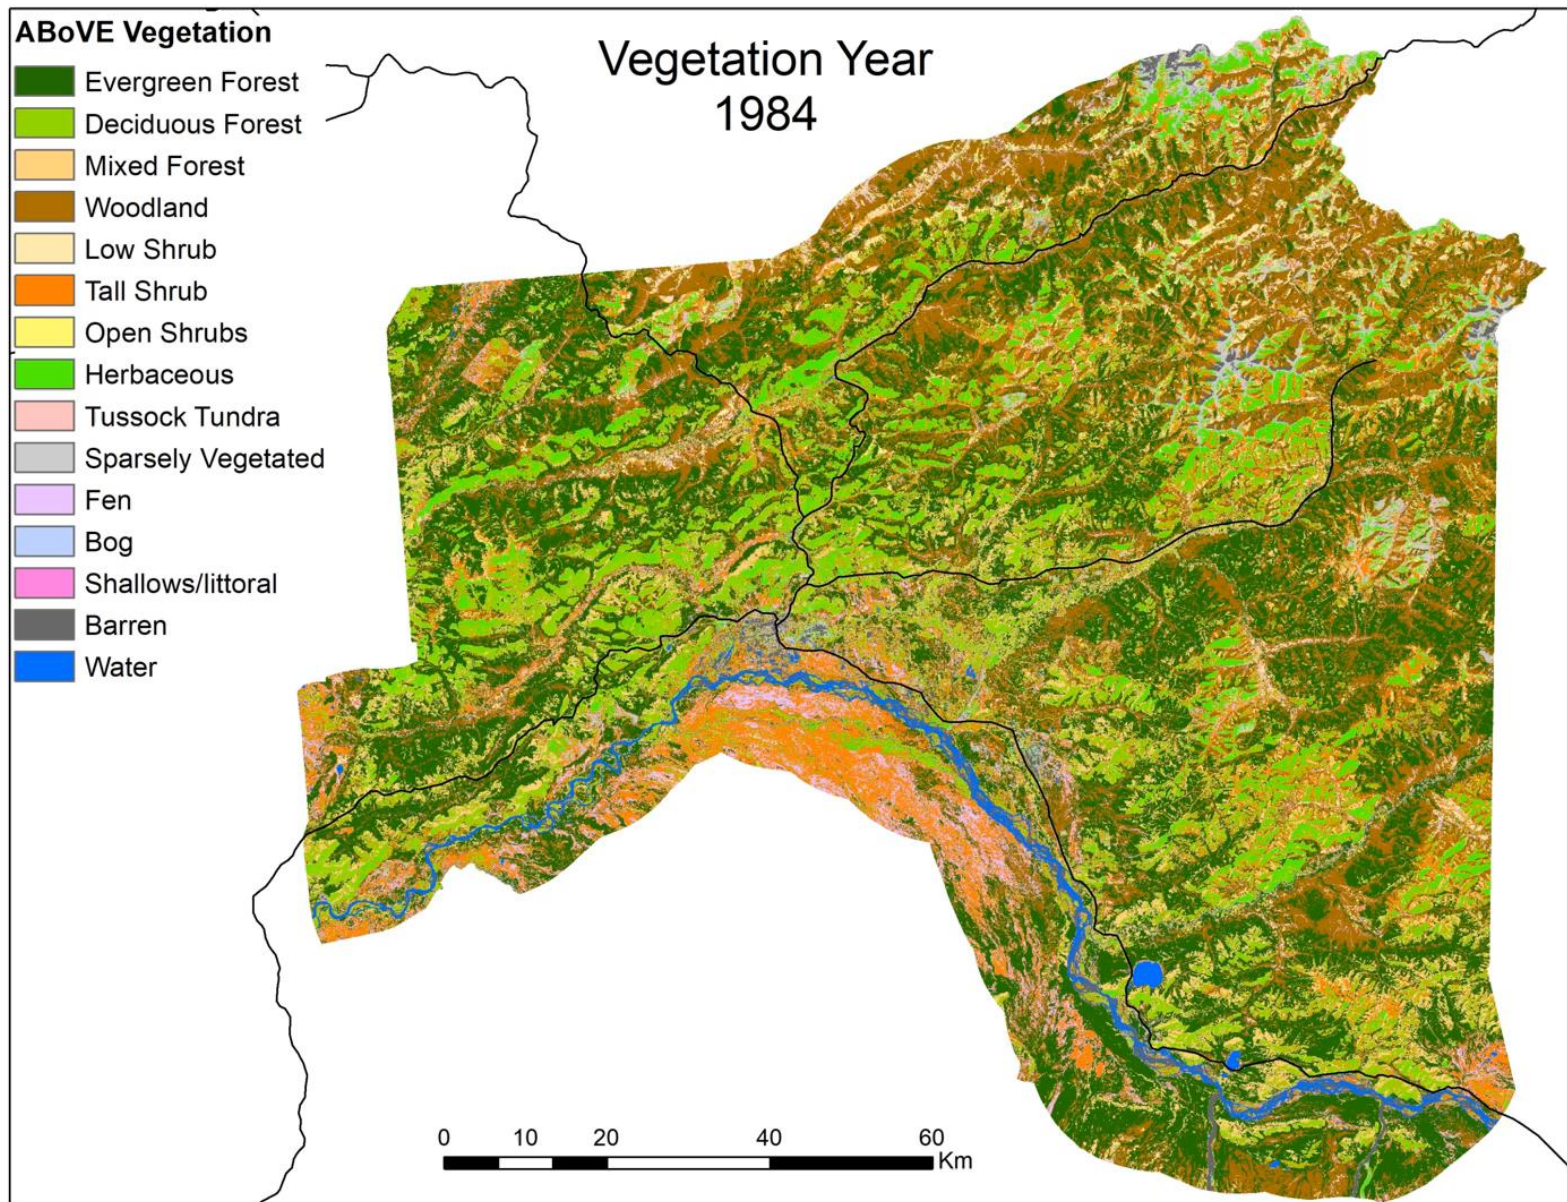 ABoVE Vegetation
Evergreen Forest
Deciduous Forest
Mixed Forest
Woodland
Low Shrub
Tall Shrub
Open Shrubs
Herbaceous
Tussock Tundra
Sparsely Vegetated
Fen
Bog
Shallows/littoral
Barren
Water
Vegetation Year
1984
0 10 20 40 60
Km